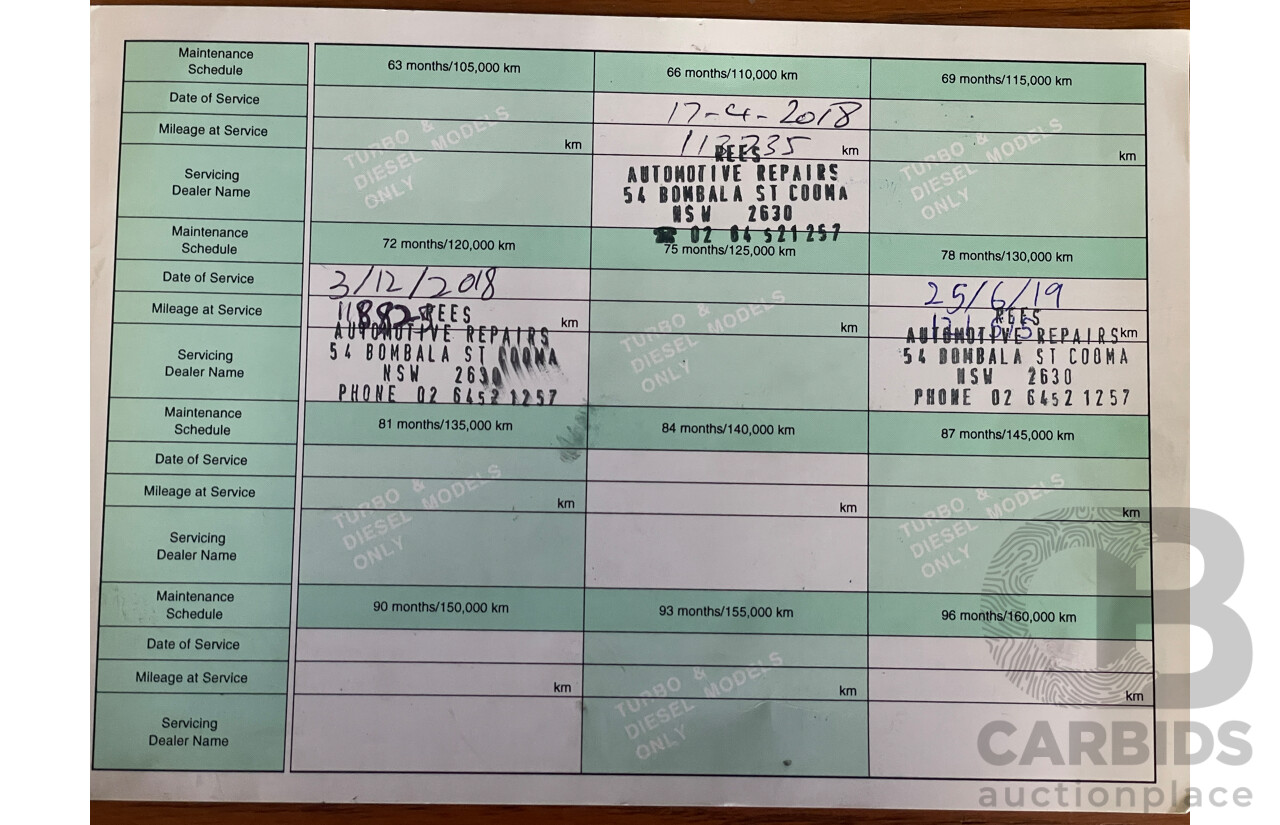 Maintenance Schedule
63 months/105,000 km
66 months/110,000 km
69 months/115,000 km
Date of Service
17-4-2018
Mileage at Service
km
km
km
TURBO & DIESEL MODELS ONLY
TURBO & DIESEL MODELS ONLY
Servicing Dealer Name
REES
AUTOMOTIVE REPAIRS
54 BOMBALA ST COOMA
NSW 2630
☎ 02 64 521257
Maintenance Schedule
72 months/120,000 km
75 months/125,000 km
78 months/130,000 km
Date of Service
3/12/2018
25/6/19
Mileage at Service
km
km
km
TURBO & DIESEL MODELS ONLY
Servicing Dealer Name
REES
AUTOMOTIVE REPAIRS
54 BOMBALA ST COOMA
NSW 2630
PHONE 02 6452 1257
REES
AUTOMOTIVE REPAIRS
54 BOMBALA ST COOMA
NSW 2630
PHONE 02 6452 1257
Maintenance Schedule
81 months/135,000 km
84 months/140,000 km
87 months/145,000 km
Date of Service
Mileage at Service
km
km
km
TURBO & DIESEL MODELS ONLY
TURBO & DIESEL MODELS ONLY
Servicing Dealer Name
Maintenance Schedule
90 months/150,000 km
93 months/155,000 km
96 months/160,000 km
Date of Service
Mileage at Service
km
km
km
TURBO & DIESEL MODELS ONLY
Servicing Dealer Name
CB
CARBIDS
auctionplace